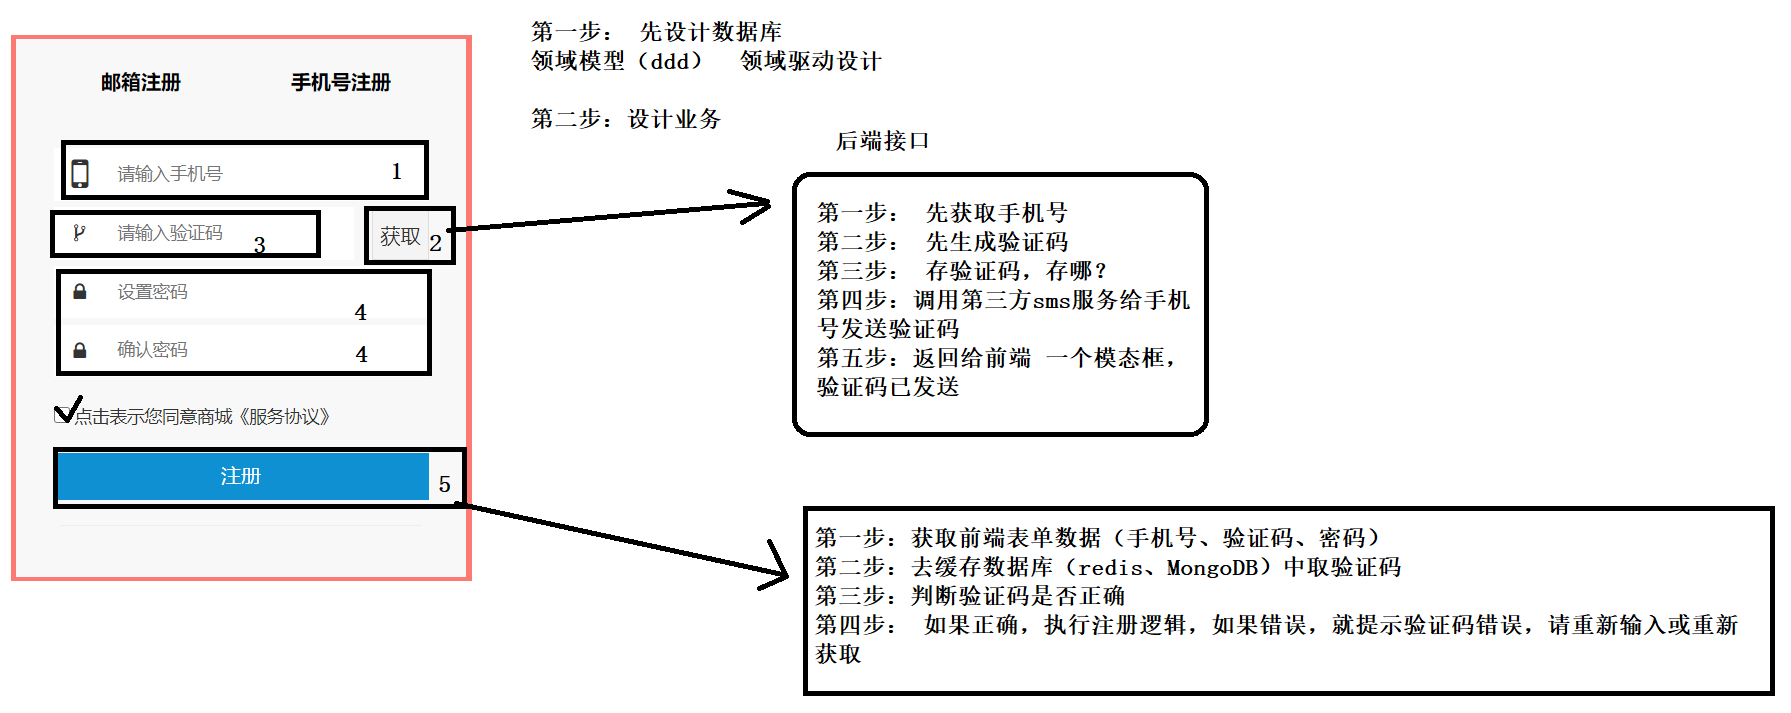 第一步： 先设计数据库
领域模型（ddd） 领域驱动设计
第二步：设计业务
后端接口
邮箱注册 手机号注册
请输入手机号 1
请输入验证码 3 获取 2
设置密码 4
确认密码 4
点击表示您同意商城《服务协议》
注册 5
第一步： 先获取手机号
第二步： 先生成验证码
第三步： 存验证码，存哪？
第四步：调用第三方sms服务给手机
号发送验证码
第五步：返回给前端 一个模态框，
验证码已发送
第一步：获取前端表单数据（手机号、验证码、密码）
第二步：去缓存数据库（redis、MongoDB）中取验证码
第三步：判断验证码是否正确
第四步： 如果正确，执行注册逻辑，如果错误，就提示验证码错误，请重新输入或重新
获取